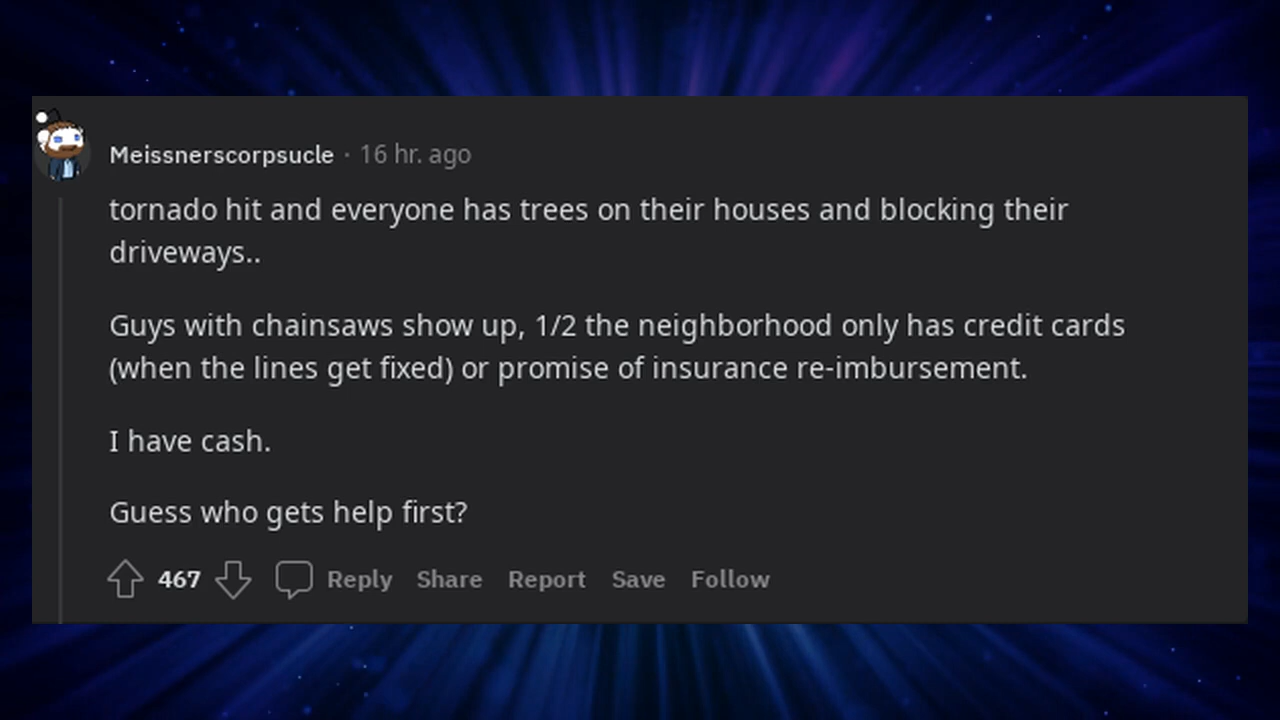 Meissnerscorpsucle · 16 hr. ago
tornado hit and everyone has trees on their houses and blocking their
driveways..
Guys with chainsaws show up, 1/2 the neighborhood only has credit cards
(when the lines get fixed) or promise of insurance re-imbursement.
I have cash.
Guess who gets help first?
467 Reply Share Report Save Follow